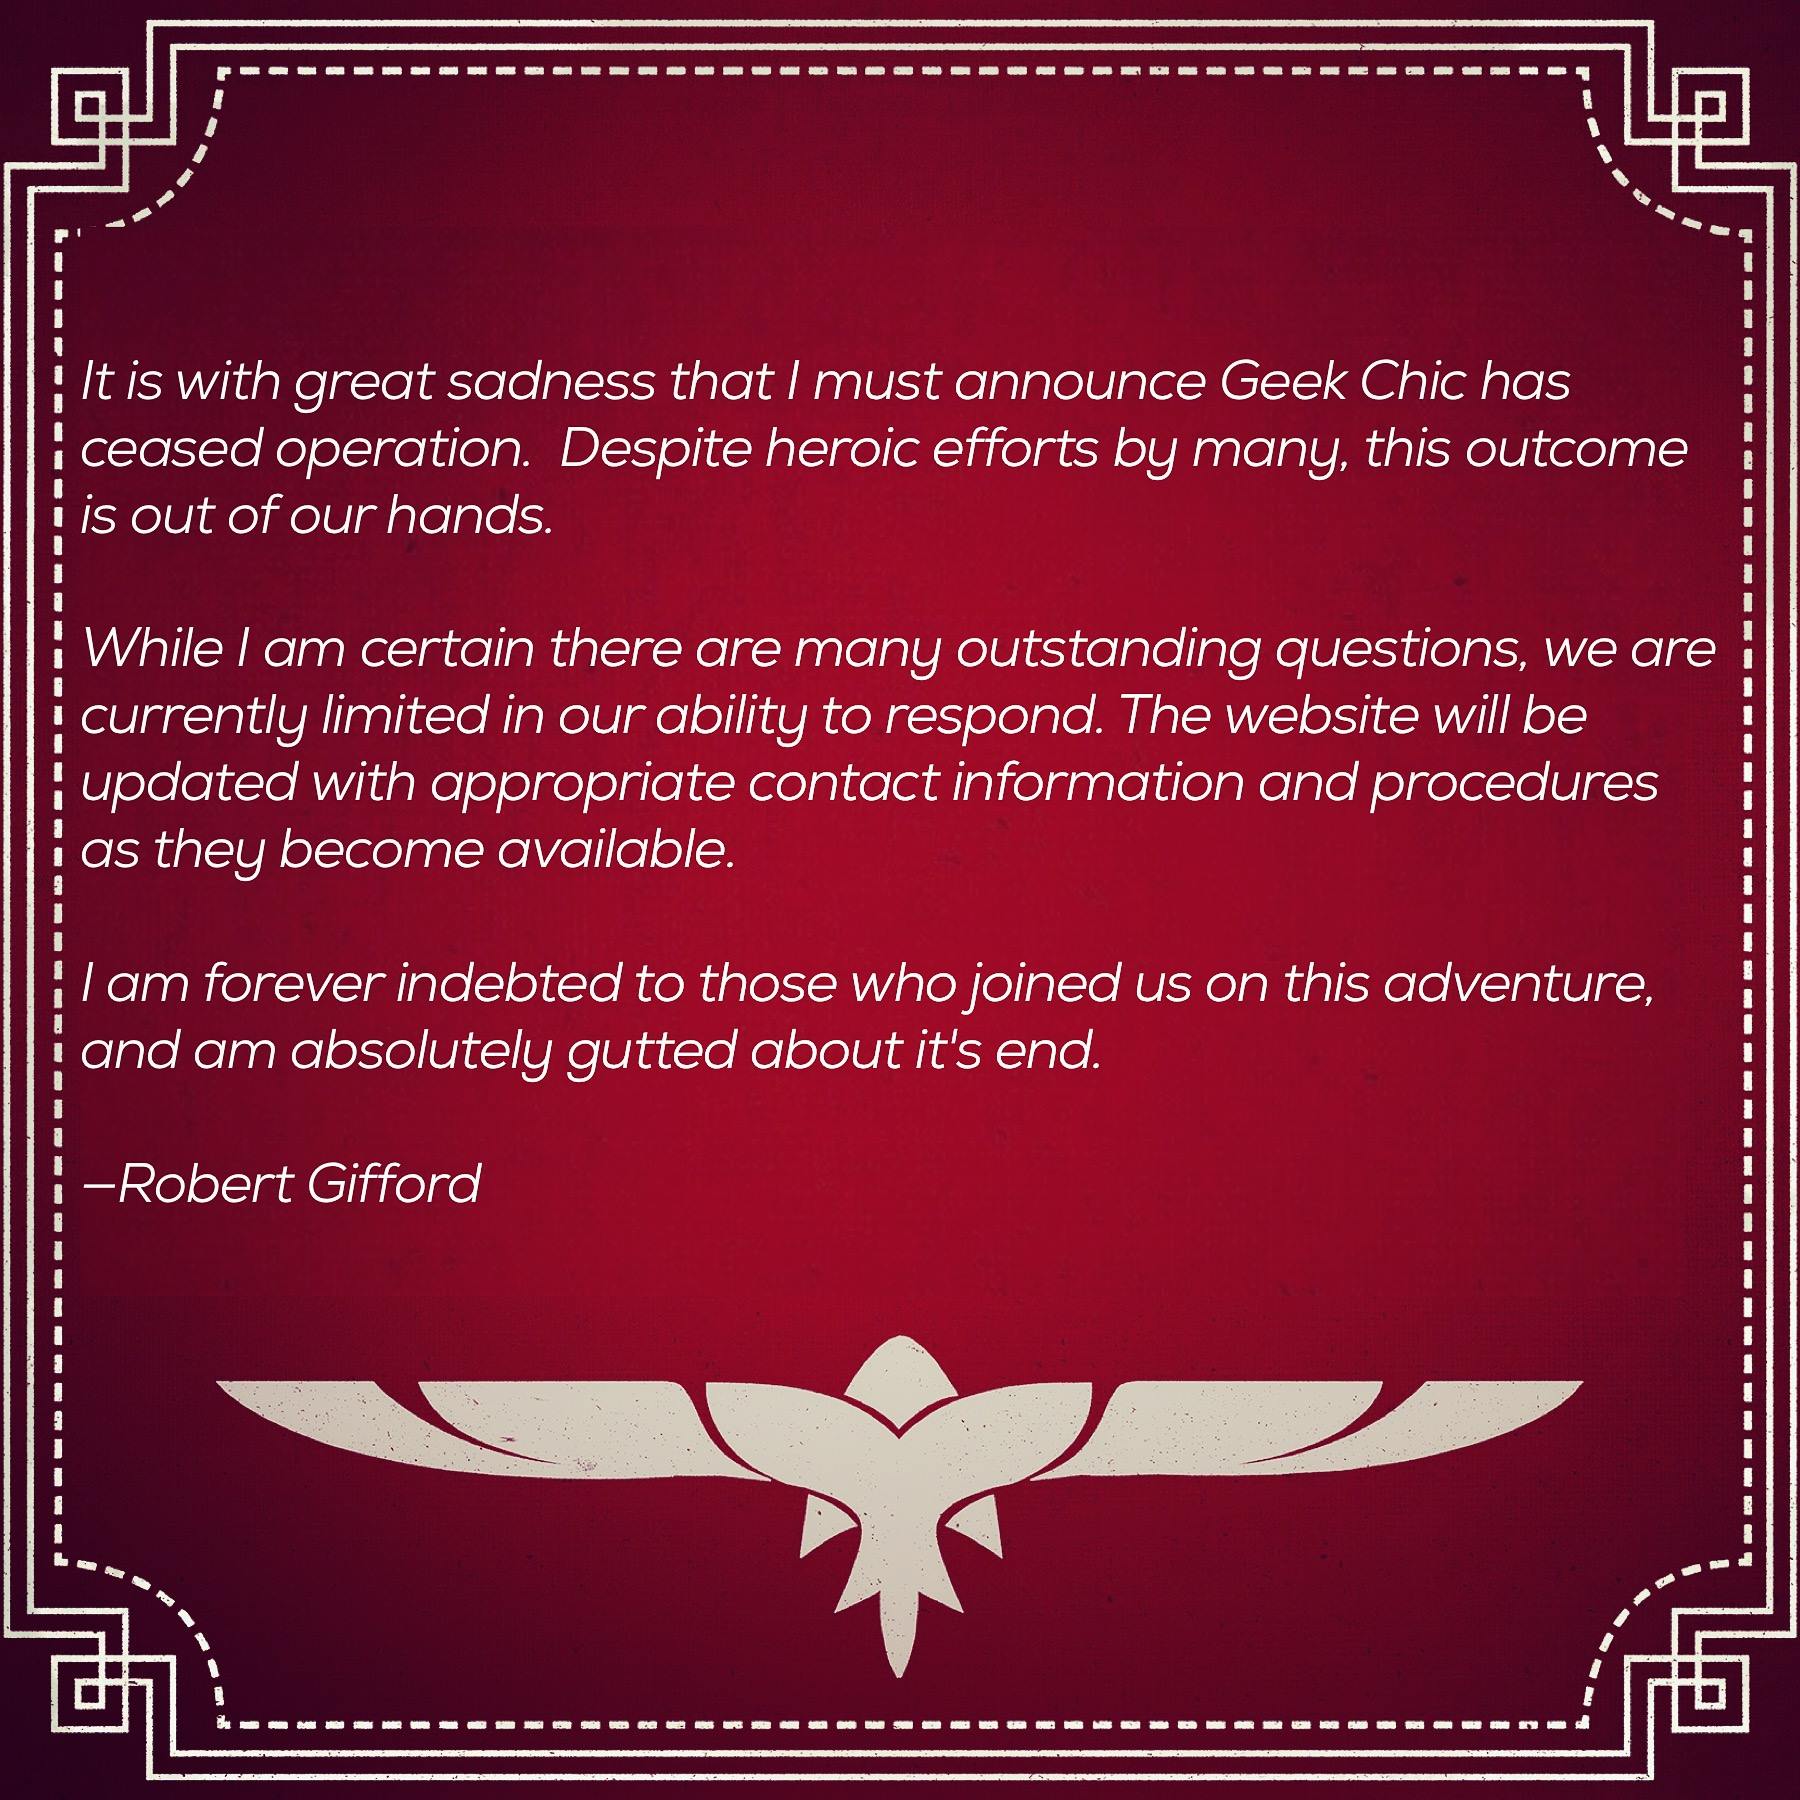 It is with great sadness that I must announce Geek Chic has
ceased operation.  Despite heroic efforts by many, this outcome
is out of our hands.
While I am certain there are many outstanding questions, we are
currently limited in our ability to respond. The website will be
updated with appropriate contact information and procedures
as they become available.
I am forever indebted to those who joined us on this adventure,
and am absolutely gutted about it's end.
–Robert Gifford